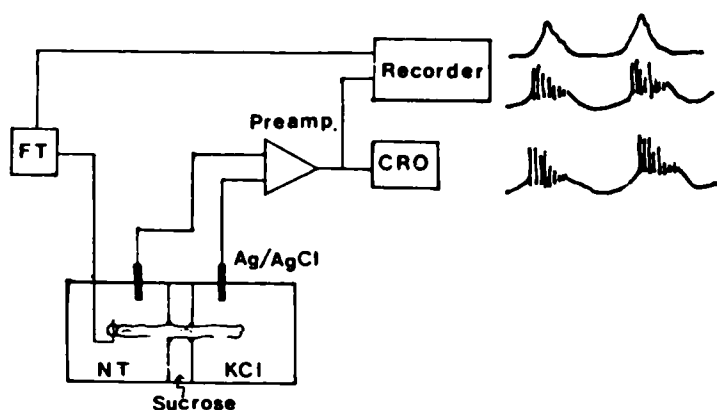 Recorder
Preamp.
FT
CRO
Ag/AgCl
NT
KCl
Sucrose